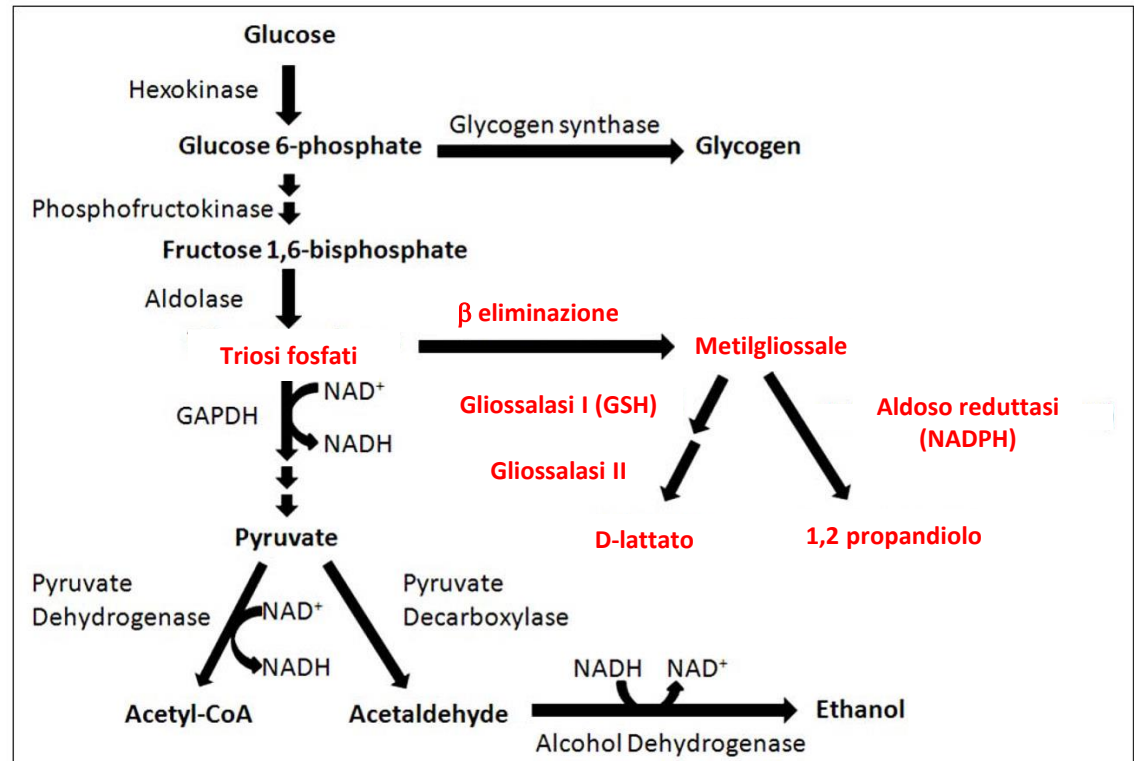 Glucose
Hexokinase
Glycogen synthase
Glucose 6-phosphate
Glycogen
Phosphofructokinase
Fructose 1,6-bisphosphate
Aldolase
β eliminazione
Triosi fosfati
Metilgliossale
NAD+
GAPDH
NADH
Gliossalasi I (GSH)
Aldoso reduttasi
(NADPH)
Gliossalasi II
D-lattato
1,2 propandiolo
Pyruvate
Pyruvate
Dehydrogenase
NAD+
NADH
Pyruvate
Decarboxylase
NADH
NAD+
Acetyl-CoA
Acetaldehyde
Ethanol
Alcohol Dehydrogenase